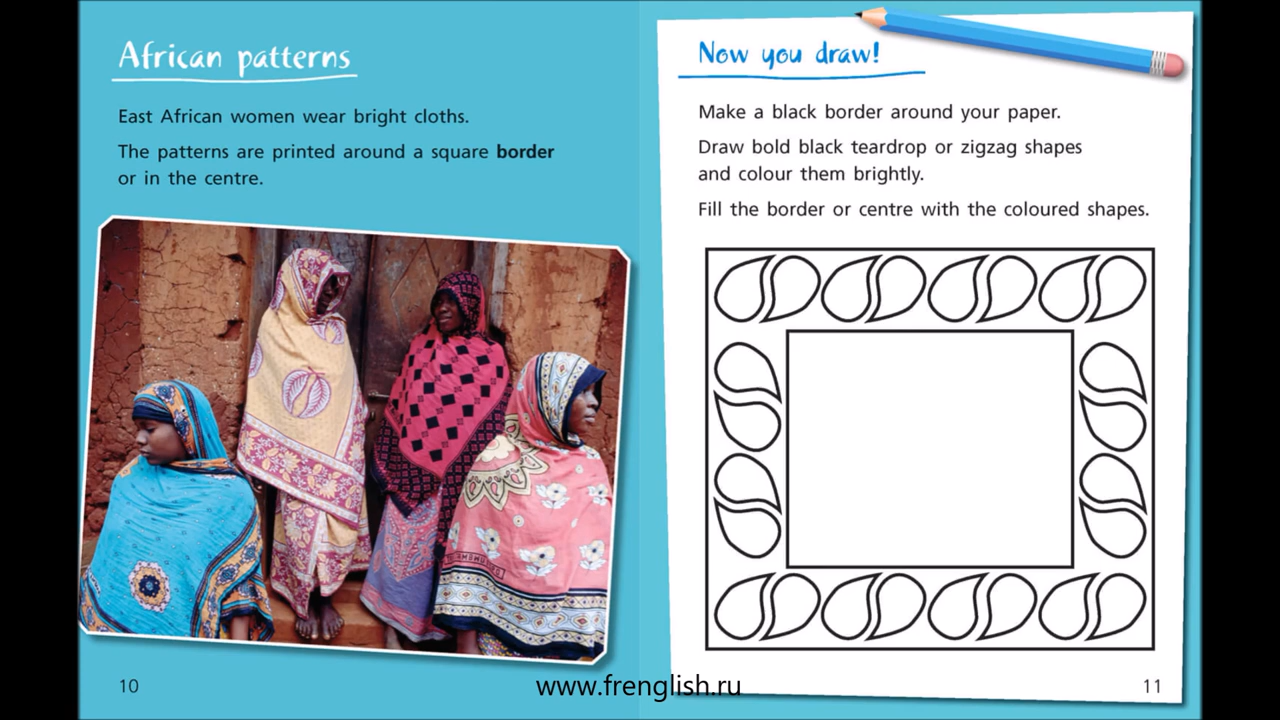 African patterns
East African women wear bright cloths.
The patterns are printed around a square border
or in the centre.
10
Now you draw!
Make a black border around your paper.
Draw bold black teardrop or zigzag shapes
and colour them brightly.
Fill the border or centre with the coloured shapes.
11
www.frenglish.ru